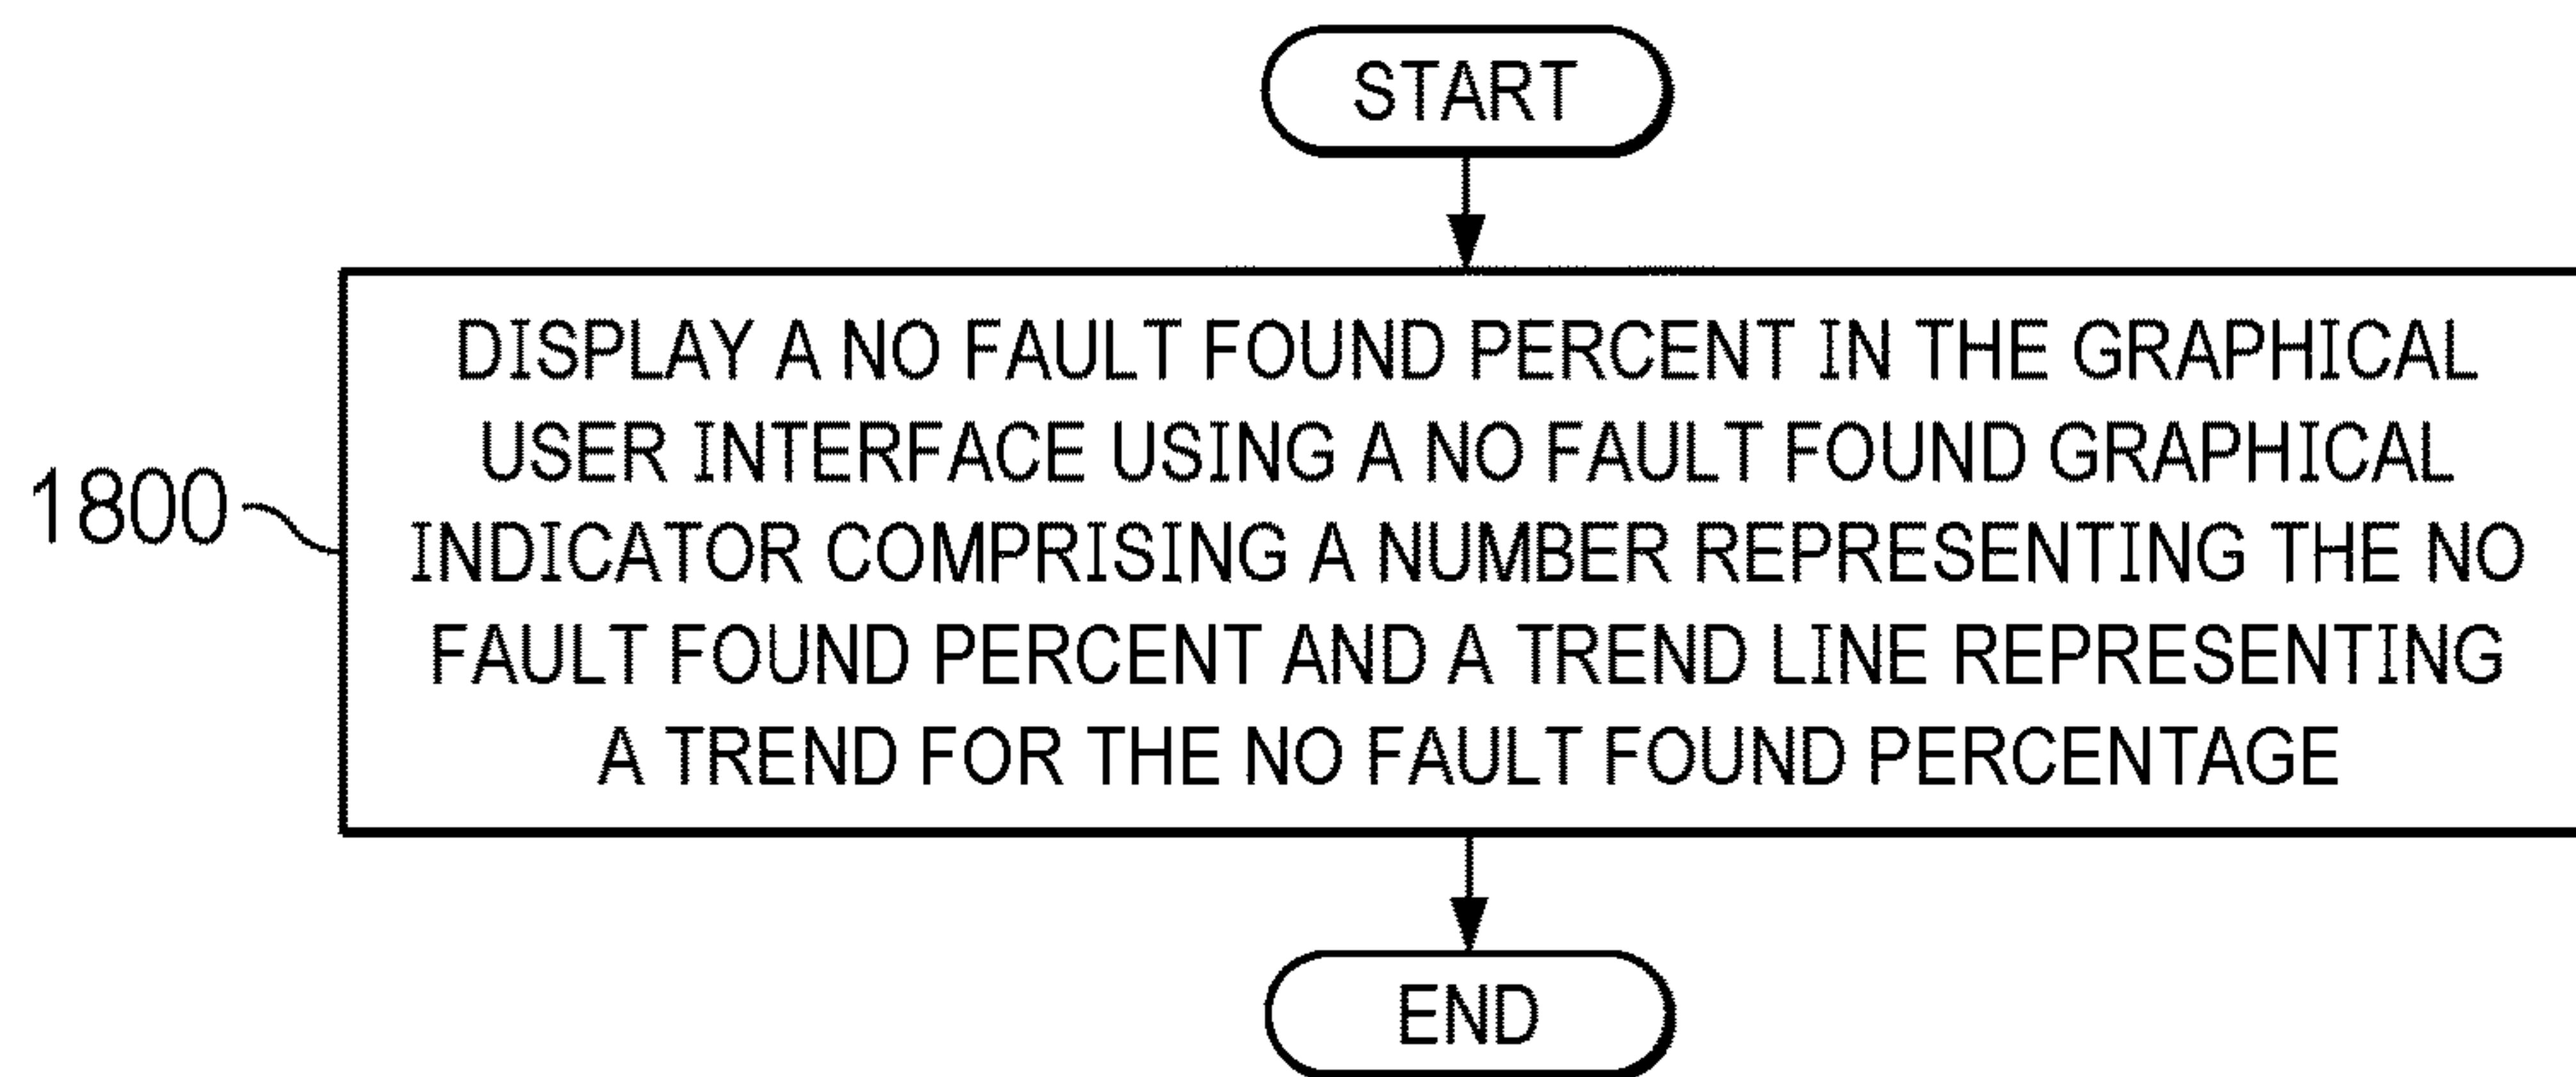 START
DISPLAY A NO FAULT FOUND PERCENT IN THE GRAPHICAL
USER INTERFACE USING A NO FAULT FOUND GRAPHICAL
1800
INDICATOR COMPRISING A NUMBER REPRESENTING THE NO
FAULT FOUND PERCENT AND A TREND LINE REPRESENTING
A TREND FOR THE NO FAULT FOUND PERCENTAGE
END